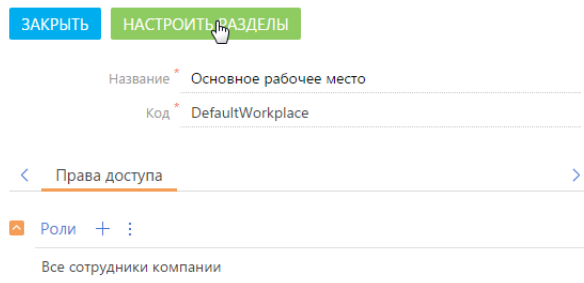 ЗАКРЫТЬ НАСТРОИТЬ РАЗДЕЛЫ
Название * Основное рабочее место
Код * DefaultWorkplace
Права доступа
Роли
Все сотрудники компании